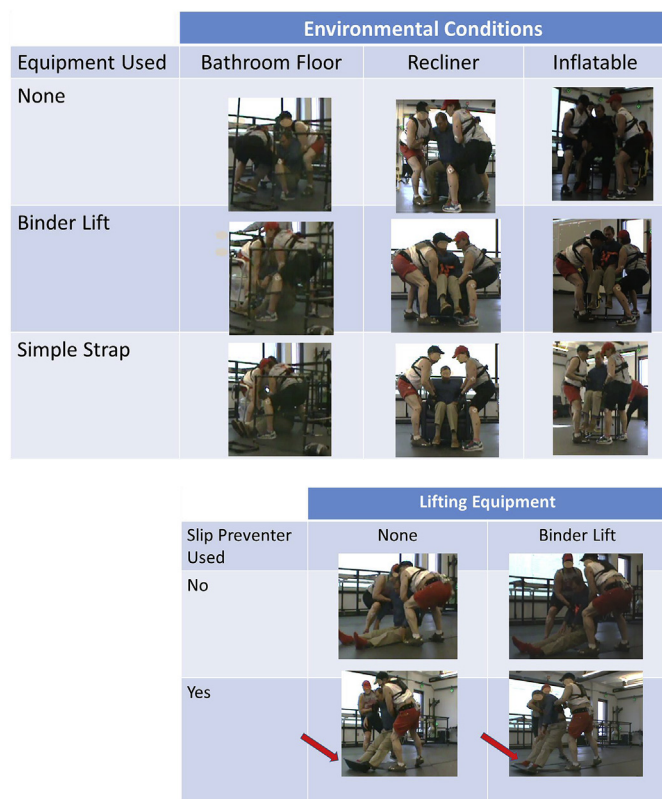 Environmental Conditions
Equipment Used Bathroom Floor Recliner Inflatable
None
Binder Lift
Simple Strap
Lifting Equipment
Slip Preventer Used None Binder Lift
No
Yes